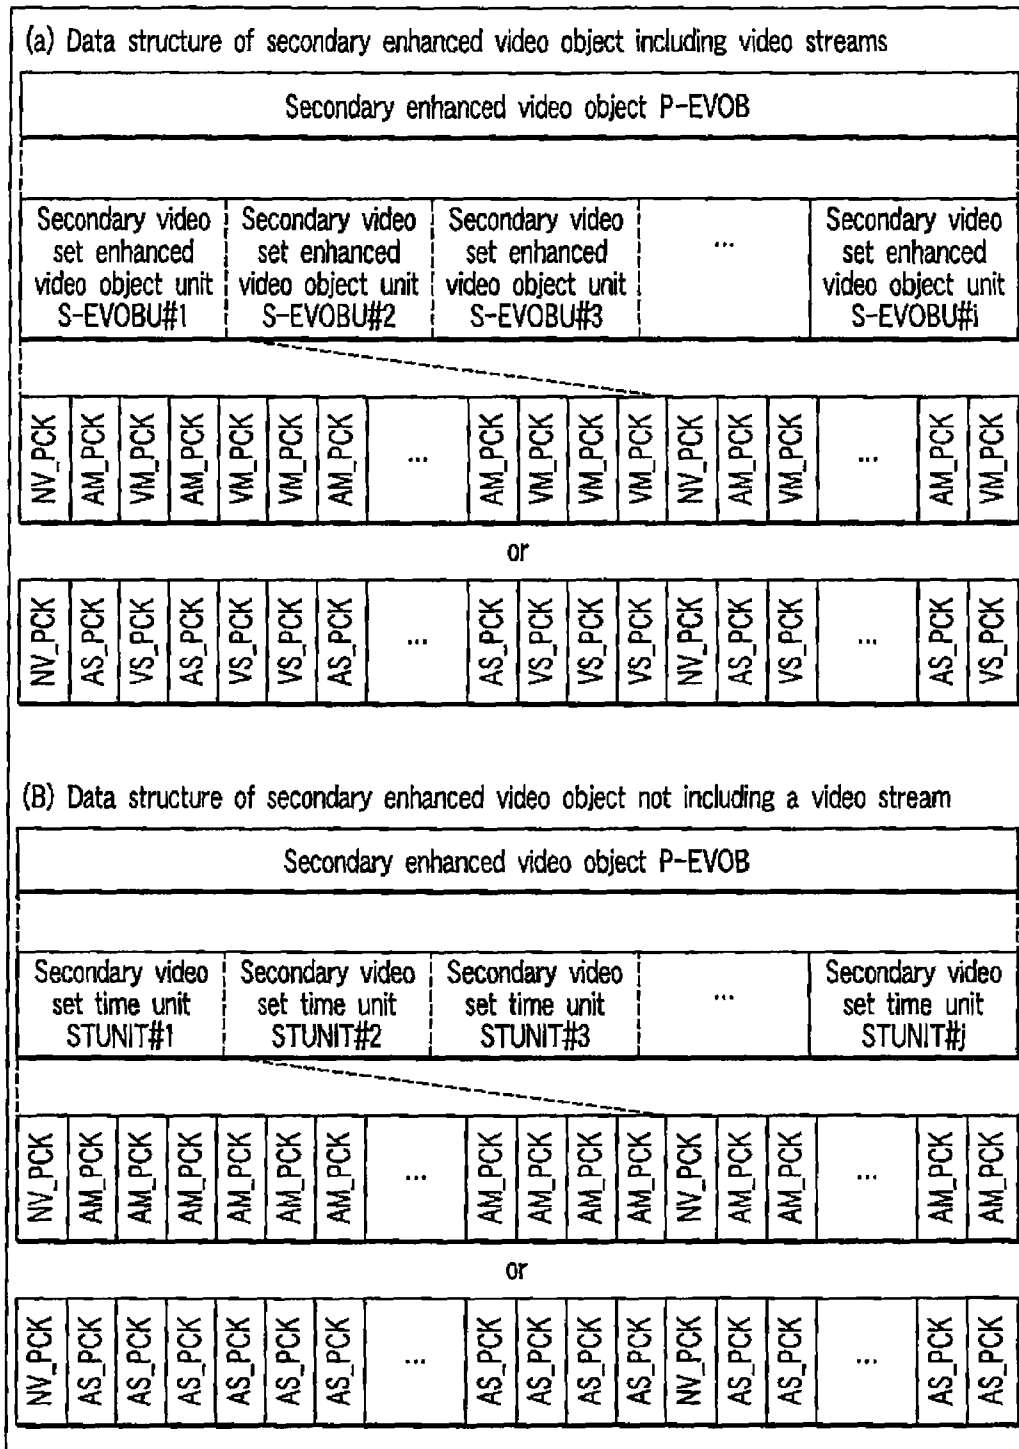 (a) Data structure of secondary enhanced video object including video streams
Secondary enhanced video object P-EVOB
Secondary video set enhanced video object unit S-EVOBU#1
Secondary video set enhanced video object unit S-EVOBU#2
Secondary video set enhanced video object unit S-EVOBU#3
...
Secondary video set enhanced video object unit S-EVOBU#i
NV_PCK AM_PCK VM_PCK AM_PCK VM_PCK VM_PCK AM_PCK ... AM_PCK VM_PCK VM_PCK VM_PCK NV_PCK AM_PCK VM_PCK ... AM_PCK VM_PCK
or
NV_PCK AS_PCK VS_PCK AS_PCK VS_PCK VS_PCK AS_PCK ... AS_PCK VS_PCK VS_PCK VS_PCK NV_PCK AS_PCK VS_PCK ... AS_PCK VS_PCK
(B) Data structure of secondary enhanced video object not including a video stream
Secondary enhanced video object P-EVOB
Secondary video set time unit STUNIT#1
Secondary video set time unit STUNIT#2
Secondary video set time unit STUNIT#3
...
Secondary video set time unit STUNIT#j
NV_PCK AM_PCK AM_PCK AM_PCK AM_PCK AM_PCK AM_PCK ... AM_PCK AM_PCK AM_PCK AM_PCK NV_PCK AM_PCK AM_PCK ... AM_PCK AM_PCK
or
NV_PCK AS_PCK AS_PCK AS_PCK AS_PCK AS_PCK AS_PCK ... AS_PCK AS_PCK AS_PCK AS_PCK NV_PCK AS_PCK AS_PCK ... AS_PCK AS_PCK